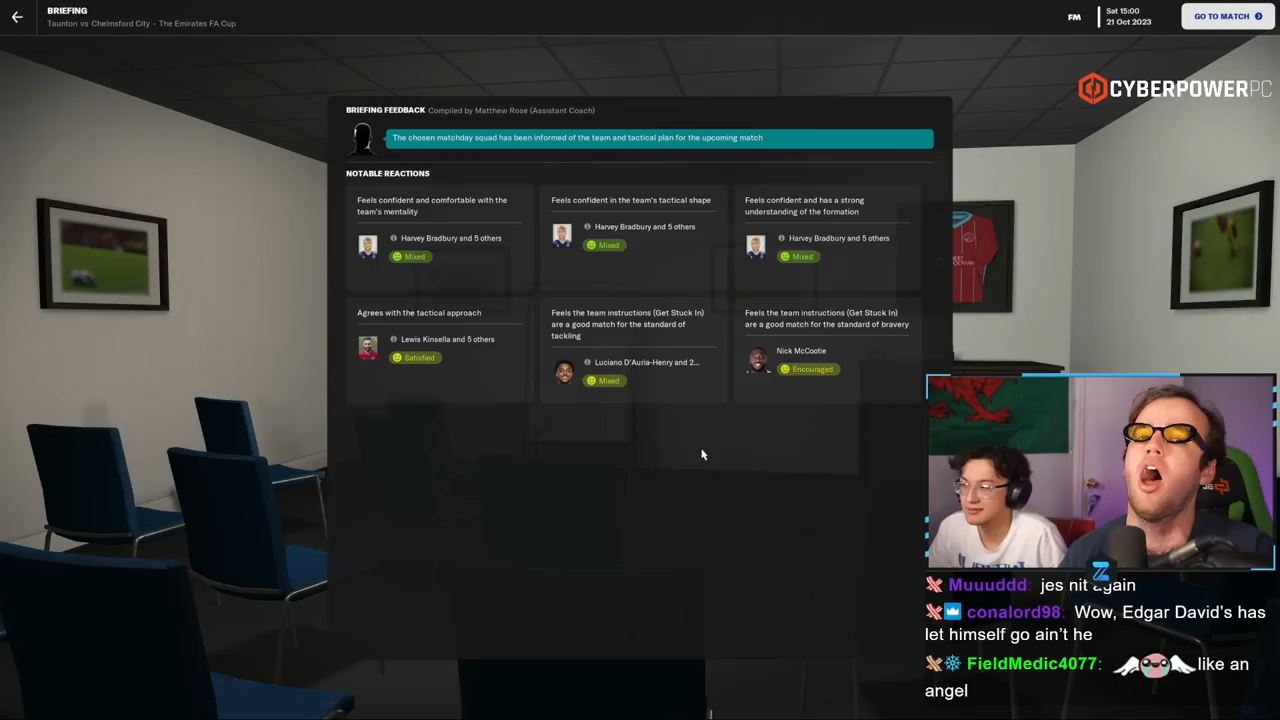 BRIEFING
Taunton vs Chelmsford City - The Emirates FA Cup
FM
Sat 15:00
21 Oct 2023
GO TO MATCH
CYBERPOWERPC
BRIEFING FEEDBACK Compiled by Matthew Rose (Assistant Coach)
The chosen matchday squad has been informed of the team and tactical plan for the upcoming match
NOTABLE REACTIONS
Feels confident and comfortable with the
team's mentality
Harvey Bradbury and 5 others
Mixed
Feels confident in the team's tactical shape
Harvey Bradbury and 5 others
Mixed
Feels confident and has a strong
understanding of the formation
Harvey Bradbury and 5 others
Mixed
Agrees with the tactical approach
Lewis Kinsella and 5 others
Satisfied
Feels the team instructions (Get Stuck In)
are a good match for the standard of
tackling
Luciano D'Auria-Henry and 2...
Mixed
Feels the team instructions (Get Stuck In)
are a good match for the standard of bravery
Nick McCootie
Encouraged
Muuuddd: jes nit again
conalord98: Wow, Edgar David's has
let himself go ain't he
FieldMedic4077: like an
angel